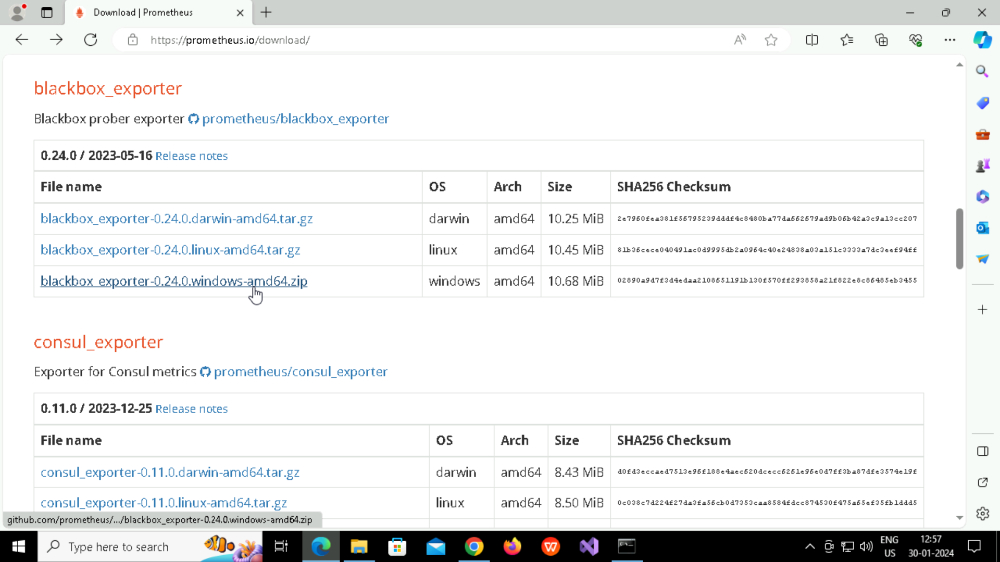 Download | Prometheus
https://prometheus.io/download/
blackbox_exporter
Blackbox prober exporter prometheus/blackbox_exporter
0.24.0 / 2023-05-16 Release notes
File name OS Arch Size SHA256 Checksum
blackbox_exporter-0.24.0.darwin-amd64.tar.gz darwin amd64 10.25 MiB
blackbox_exporter-0.24.0.linux-amd64.tar.gz linux amd64 10.45 MiB
blackbox_exporter-0.24.0.windows-amd64.zip windows amd64 10.68 MiB
consul_exporter
Exporter for Consul metrics prometheus/consul_exporter
0.11.0 / 2023-12-25 Release notes
File name OS Arch Size SHA256 Checksum
consul_exporter-0.11.0.darwin-amd64.tar.gz darwin amd64 8.43 MiB
consul_exporter-0.11.0.linux-amd64.tar.gz linux amd64 8.50 MiB
github.com/prometheus/.../blackbox_exporter-0.24.0.windows-amd64.zip
Type here to search
ENG 12:57
US 30-01-2024